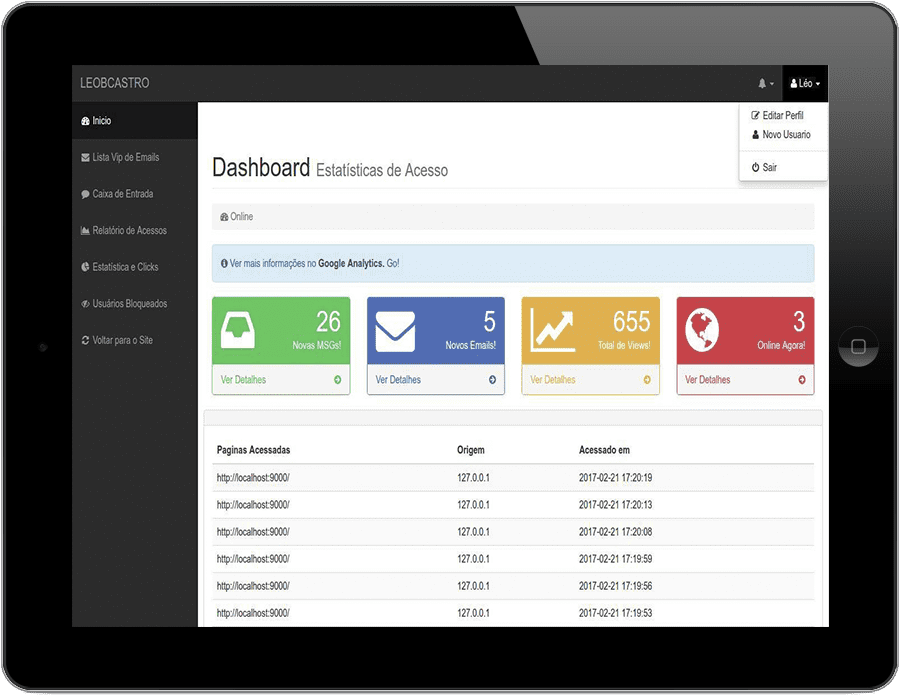 LEOBCASTRO
Léo
Editar Perfil
Novo Usuario
Sair
Inicio
Lista Vip de Emails
Caixa de Entrada
Relatório de Acessos
Estatística e Clicks
Usuários Bloqueados
Voltar para o Site
Dashboard Estatísticas de Acesso
Online
Ver mais informações no Google Analytics. Go!
26
Novas MSGs!
Ver Detalhes
5
Novos Emails!
Ver Detalhes
655
Total de Views!
Ver Detalhes
3
Online Agora!
Ver Detalhes
Paginas Acessadas Origem Acessado em
http://localhost:9000/ 127.0.0.1 2017-02-21 17:20:19
http://localhost:9000/ 127.0.0.1 2017-02-21 17:20:13
http://localhost:9000/ 127.0.0.1 2017-02-21 17:20:08
http://localhost:9000/ 127.0.0.1 2017-02-21 17:19:59
http://localhost:9000/ 127.0.0.1 2017-02-21 17:19:56
http://localhost:9000/ 127.0.0.1 2017-02-21 17:19:53